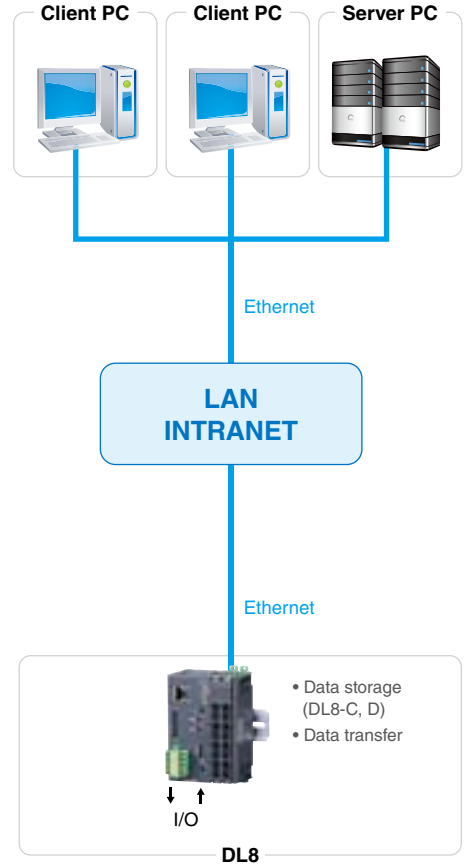 Client PC
Client PC
Server PC
Ethernet
LAN
INTRANET
Ethernet
• Data storage
(DL8-C, D)
• Data transfer
I/O
DL8